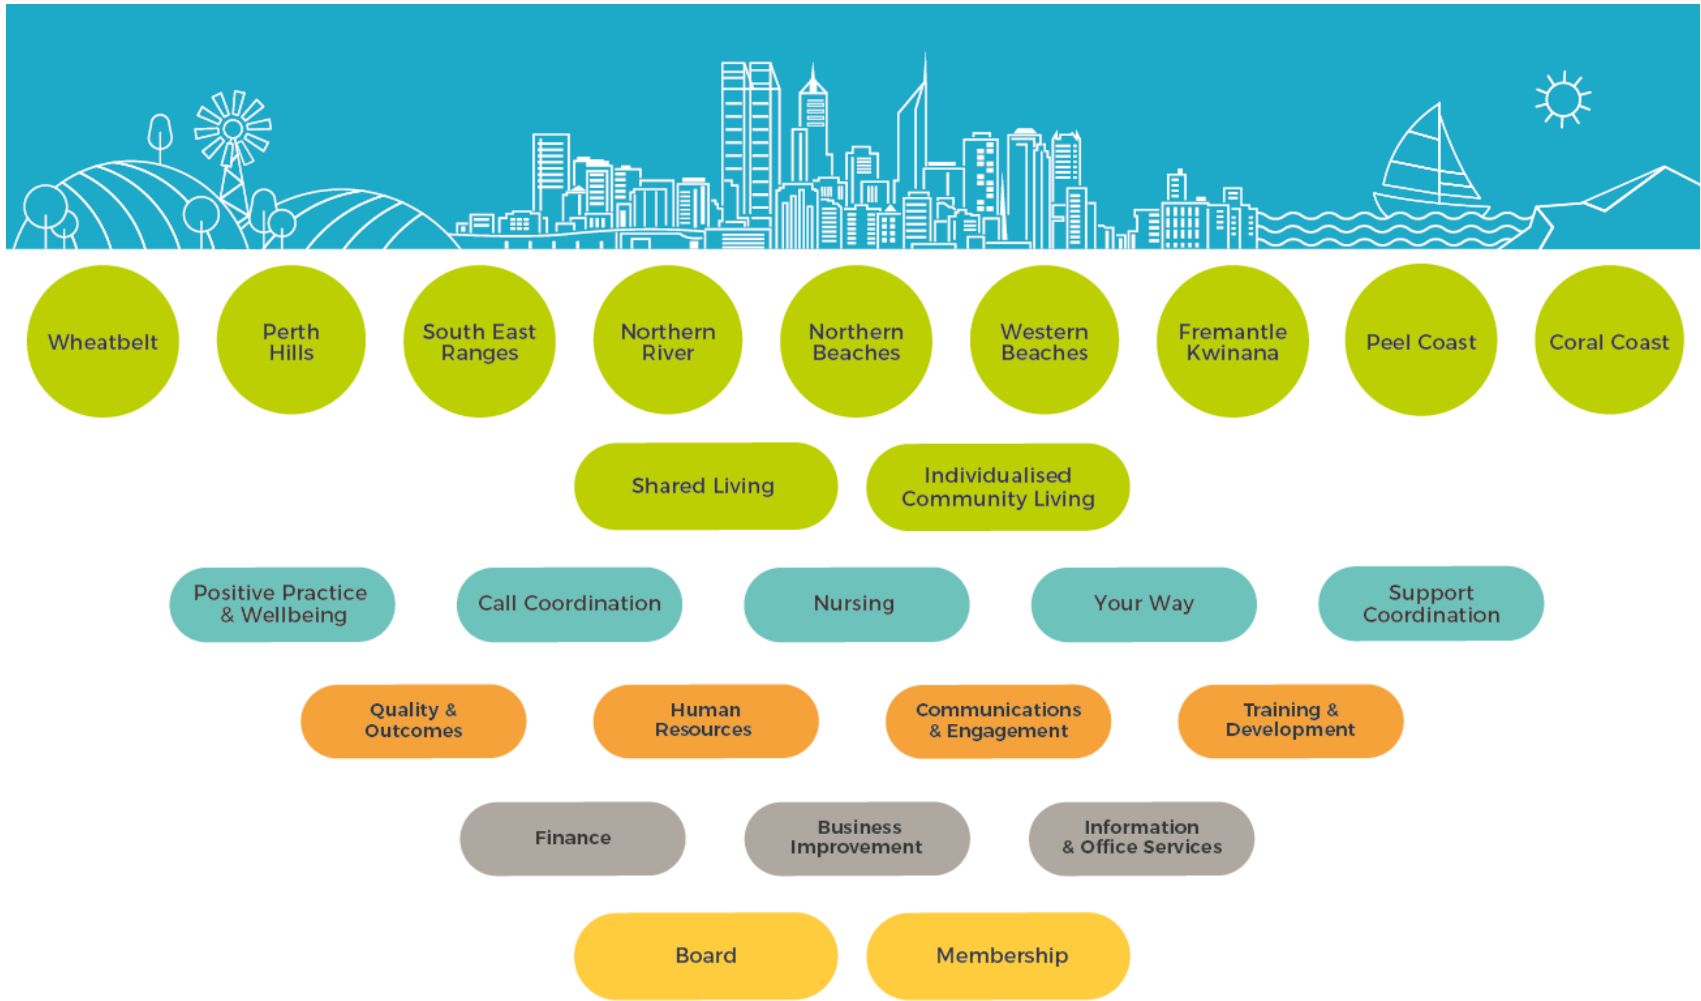 Wheatbelt
Perth
Hills
South East
Ranges
Northern
River
Northern
Beaches
Western
Beaches
Fremantle
Kwinana
Peel Coast
Coral Coast
Shared Living
Individualised
Community Living
Positive Practice
& Wellbeing
Call Coordination
Nursing
Your Way
Support
Coordination
Quality &
Outcomes
Human
Resources
Communications
& Engagement
Training &
Development
Finance
Business
Improvement
Information
& Office Services
Board
Membership